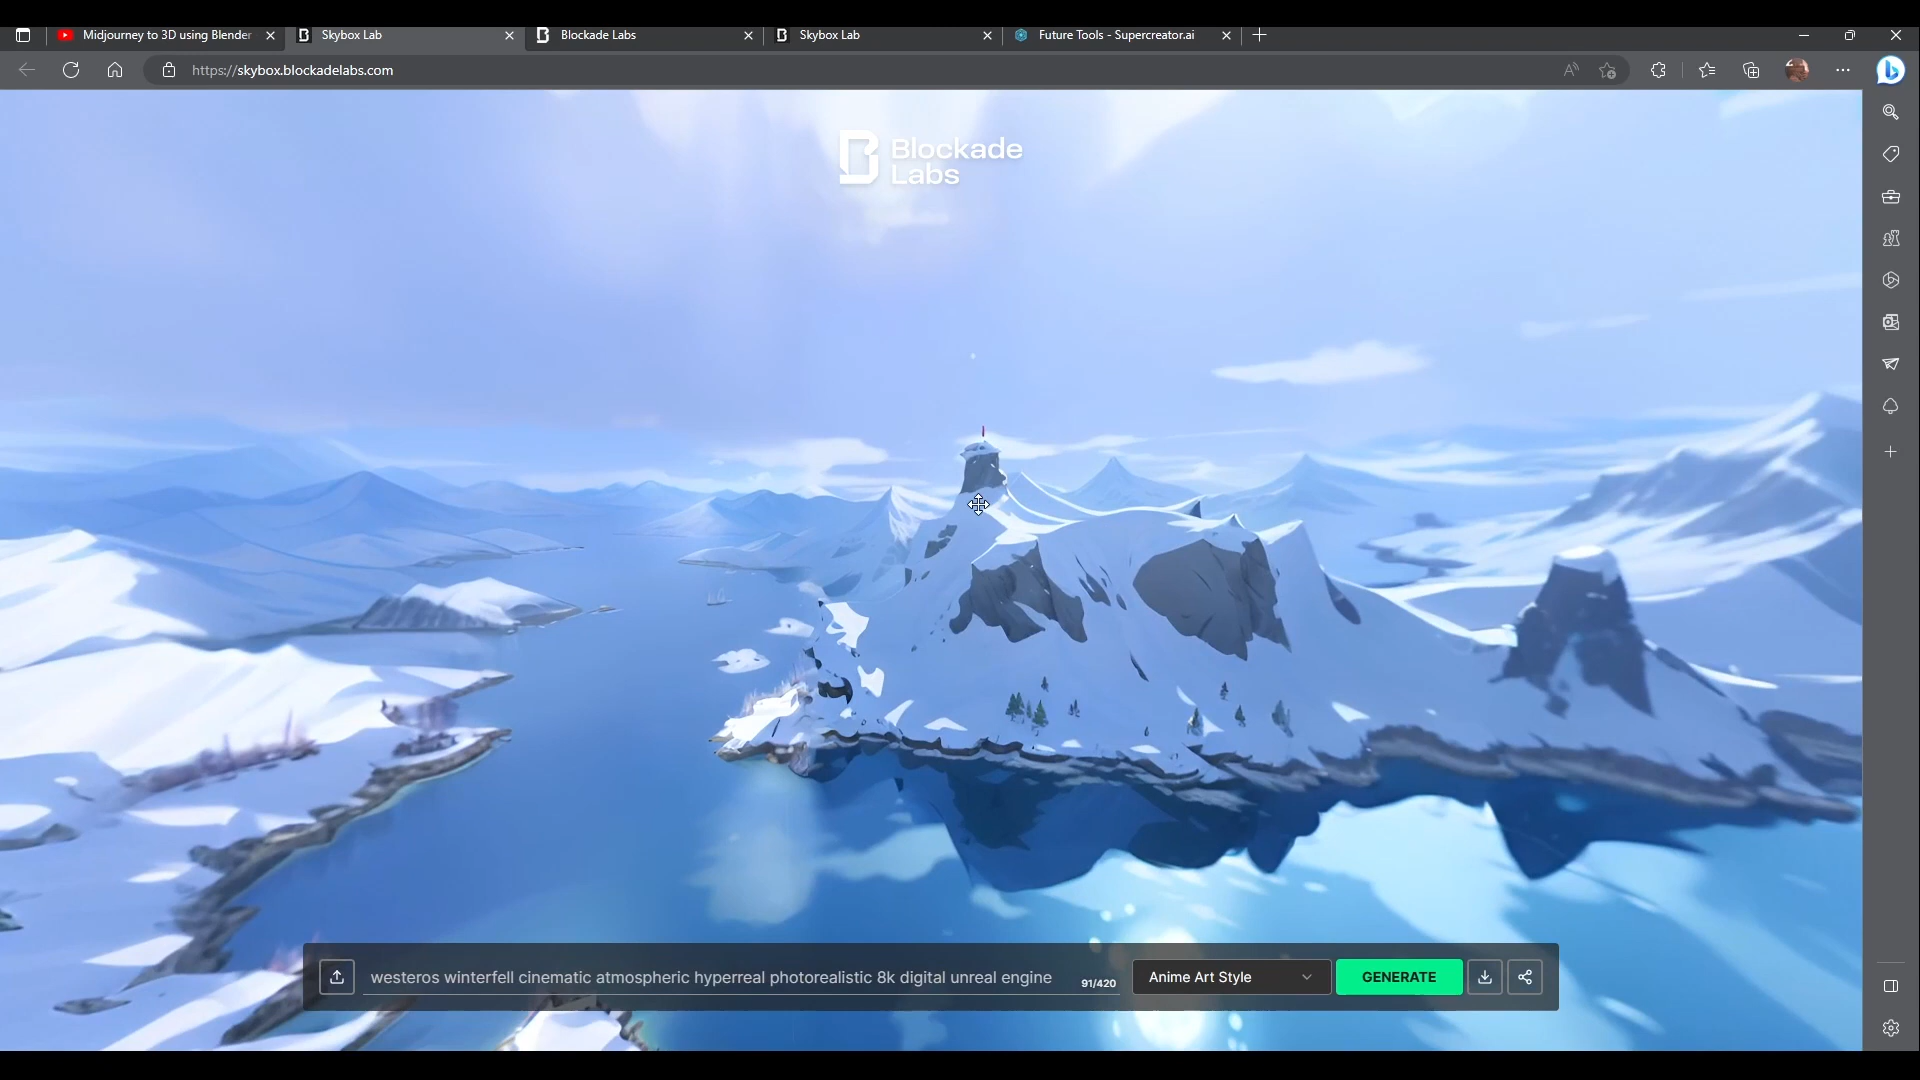 Midjourney to 3D using Blender
Skybox Lab
Blockade Labs
Skybox Lab
Future Tools - Supercreator.ai
https://skybox.blockadelabs.com
Blockade
Labs
westeros winterfell cinematic atmospheric hyperreal photorealistic 8k digital unreal engine
91/420
Anime Art Style
GENERATE